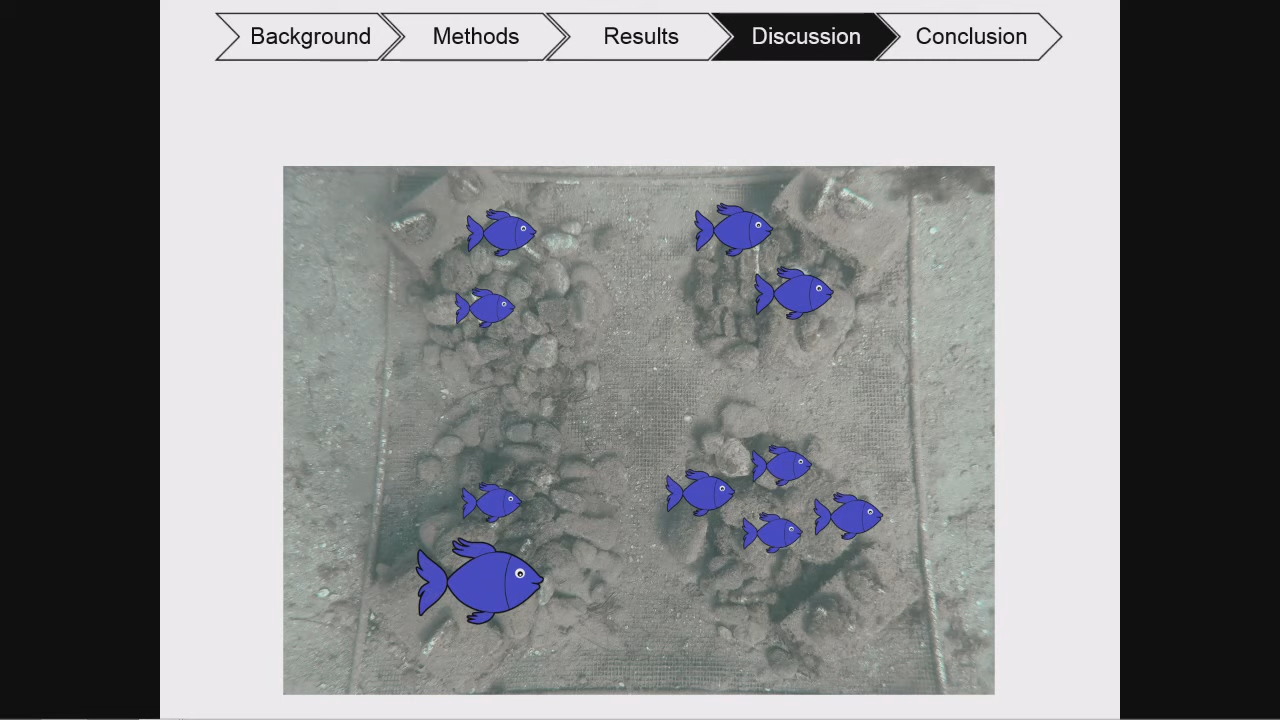 Background
Methods
Results
Discussion
Conclusion